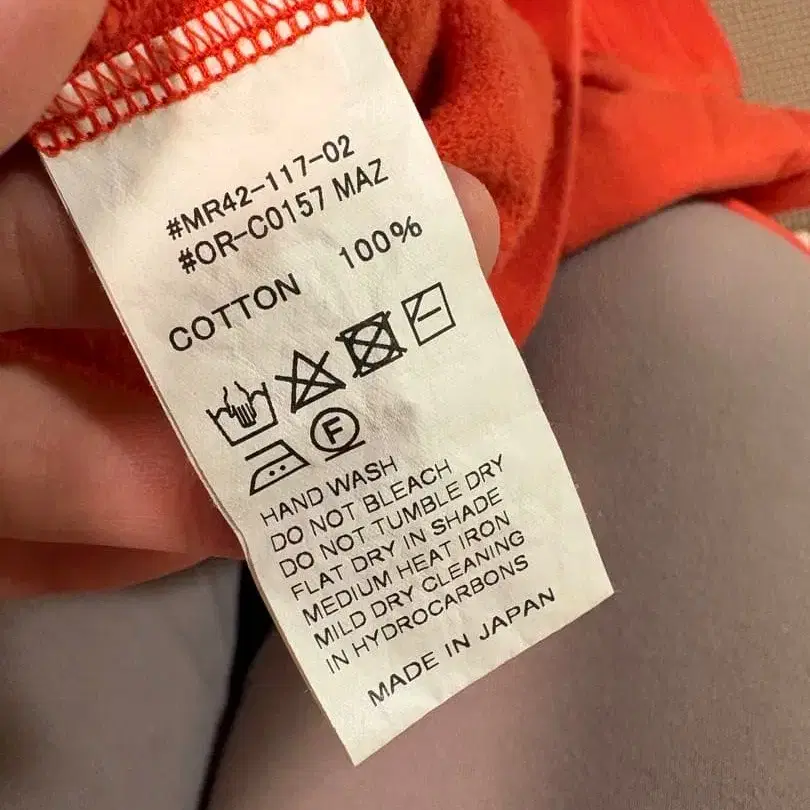 #MR42-117-02
#OR-C0157 MAZ
COTTON 100%
F
HAND WASH
DO NOT BLEACH
DO NOT TUMBLE DRY
FLAT DRY IN SHADE
MEDIUM HEAT IRON
MILD DRY CLEANING
IN HYDROCARBONS
MADE IN JAPAN